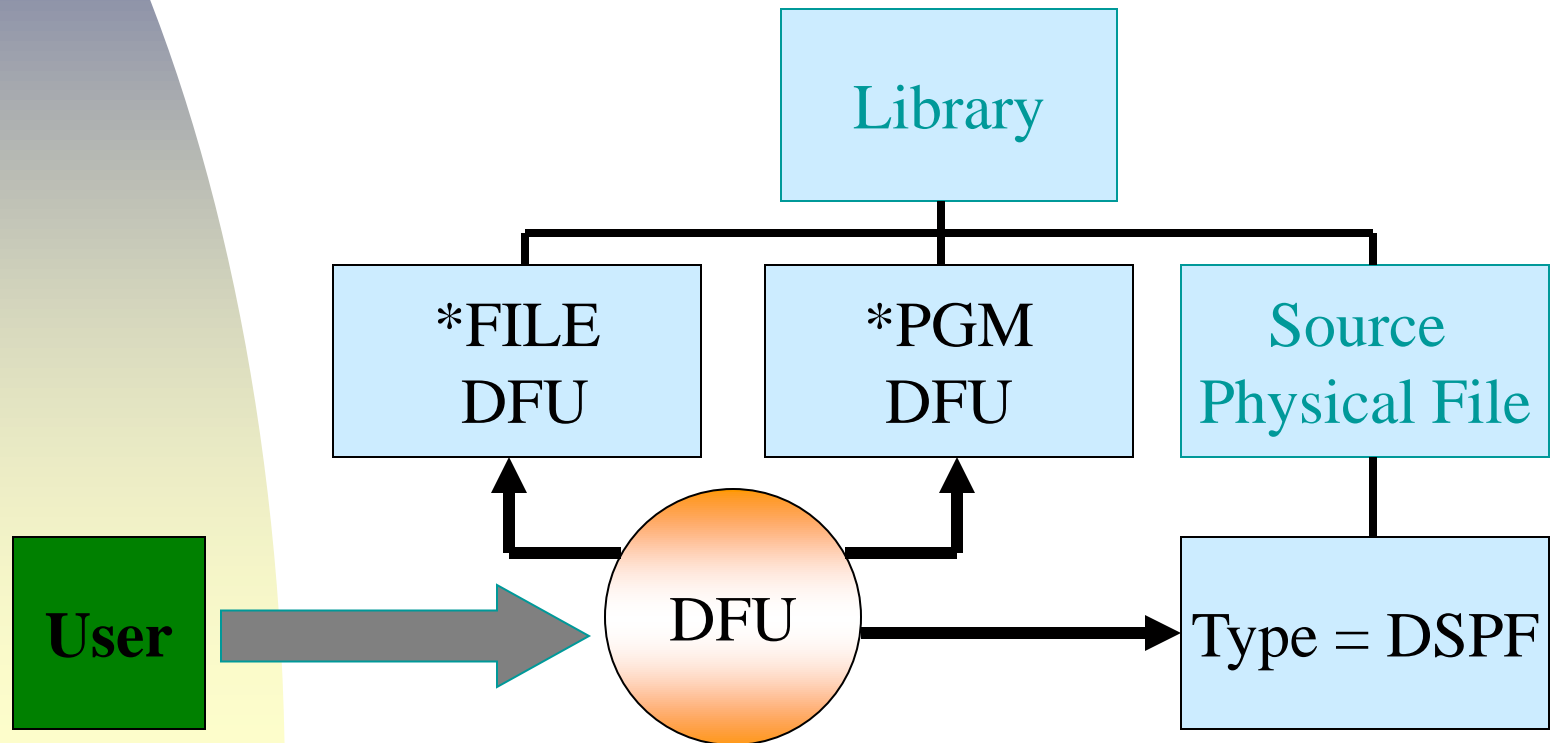 Library
*FILE
DFU
*PGM
DFU
Source
Physical File
User
DFU
Type = DSPF